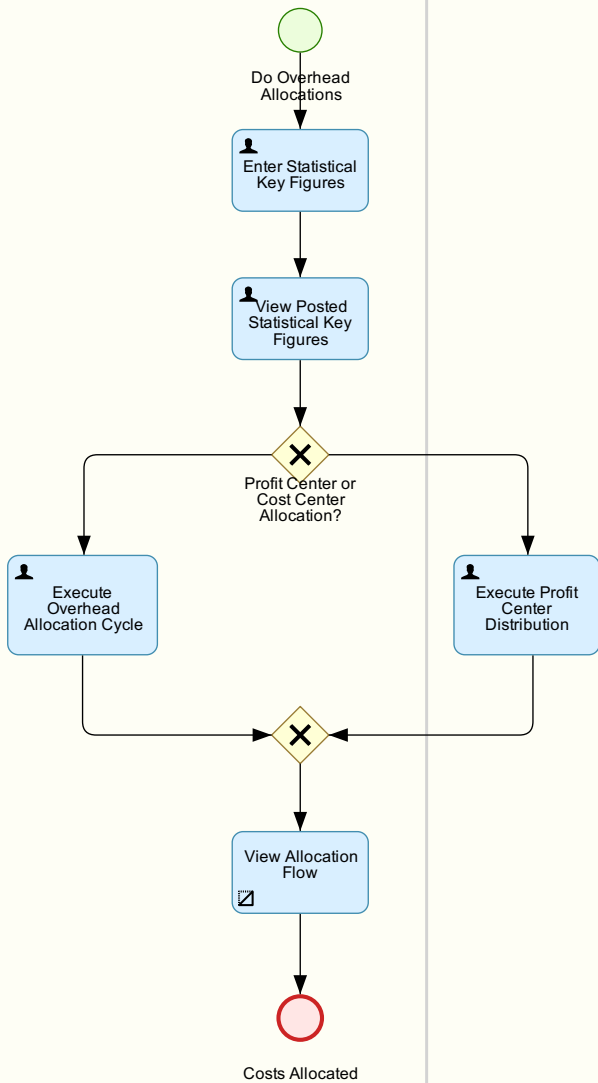 Do Overhead
Allocations
Enter Statistical
Key Figures
View Posted
Statistical Key
Figures
Profit Center or
Cost Center
Allocation?
Execute
Overhead
Allocation Cycle
Execute Profit
Center
Distribution
View Allocation
Flow
Costs Allocated